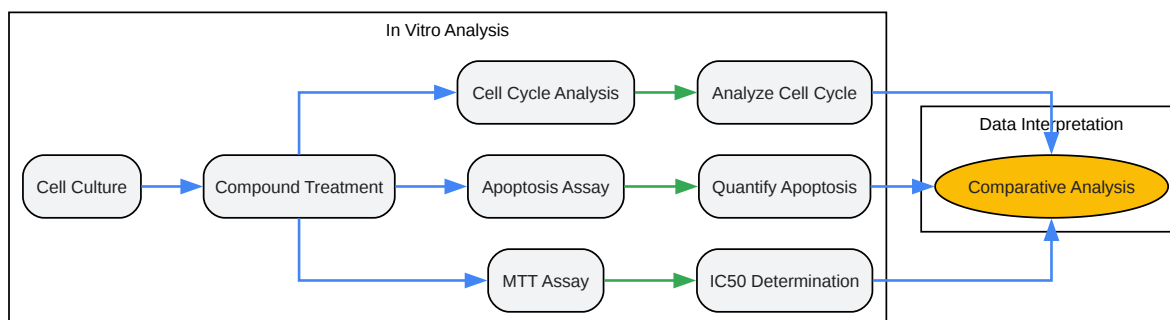 In Vitro Analysis
Cell Cycle Analysis
Analyze Cell Cycle
Data Interpretation
Cell Culture
Compound Treatment
Apoptosis Assay
Quantify Apoptosis
Comparative Analysis
MTT Assay
IC50 Determination